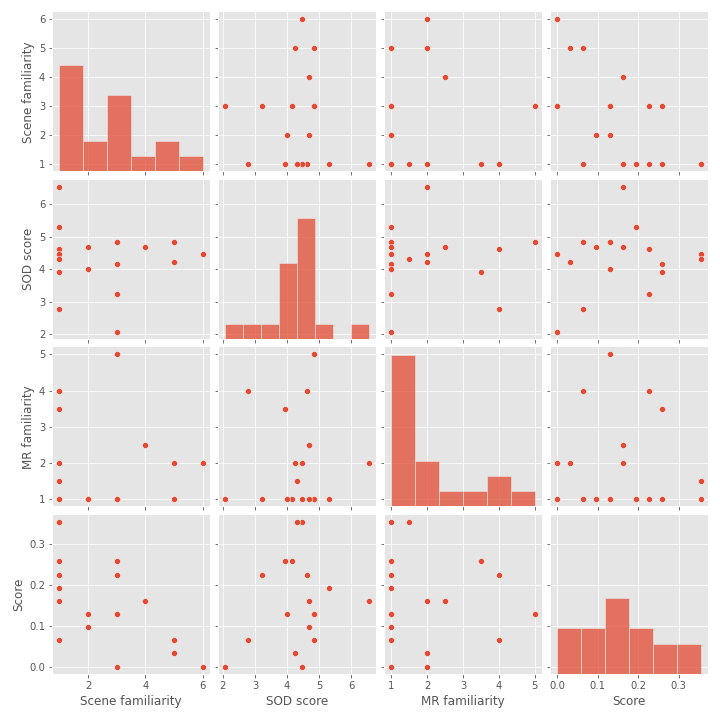 Scene familiarity
6
5
4
3
2
1
SOD score
6
5
4
3
2
MR familiarity
5
4
3
2
1
Score
0.3
0.2
0.1
0.0
2 4 6
2 3 4 5 6
1 2 3 4 5
0.0 0.1 0.2 0.3
Scene familiarity
SOD score
MR familiarity
Score